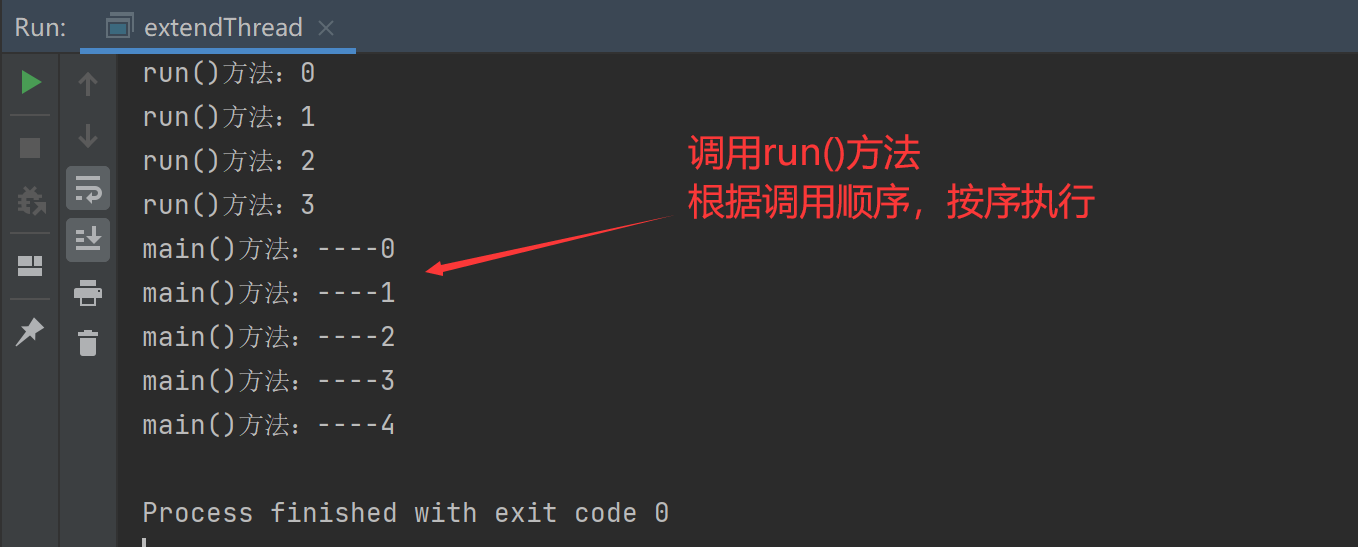 Run: extendThread
run()方法：0
run()方法：1
run()方法：2
run()方法：3
main()方法：----0
main()方法：----1
main()方法：----2
main()方法：----3
main()方法：----4
Process finished with exit code 0
调用run()方法
根据调用顺序，按序执行